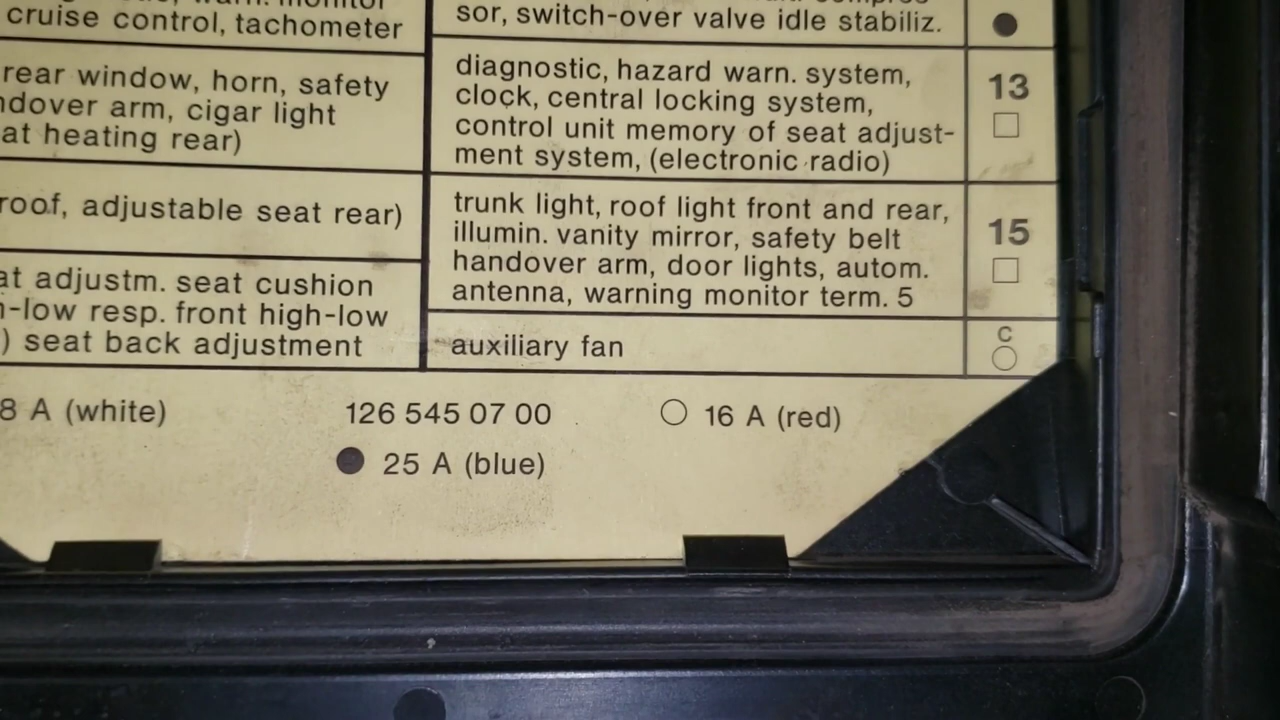 cruise control, tachometer
rear window, horn, safety
ndover arm, cigar light
at heating rear)
roof, adjustable seat rear)
at adjustm. seat cushion
h-low resp. front high-low
) seat back adjustment
sor, switch-over valve idle stabiliz.
diagnostic, hazard warn. system,
clock, central locking system,
control unit memory of seat adjust-
ment system, (electronic radio)
13
trunk light, roof light front and rear,
illumin. vanity mirror, safety belt
handover arm, door lights, autom.
antenna, warning monitor term. 5
15
auxiliary fan
C
8 A (white)
126 545 07 00
16 A (red)
25 A (blue)